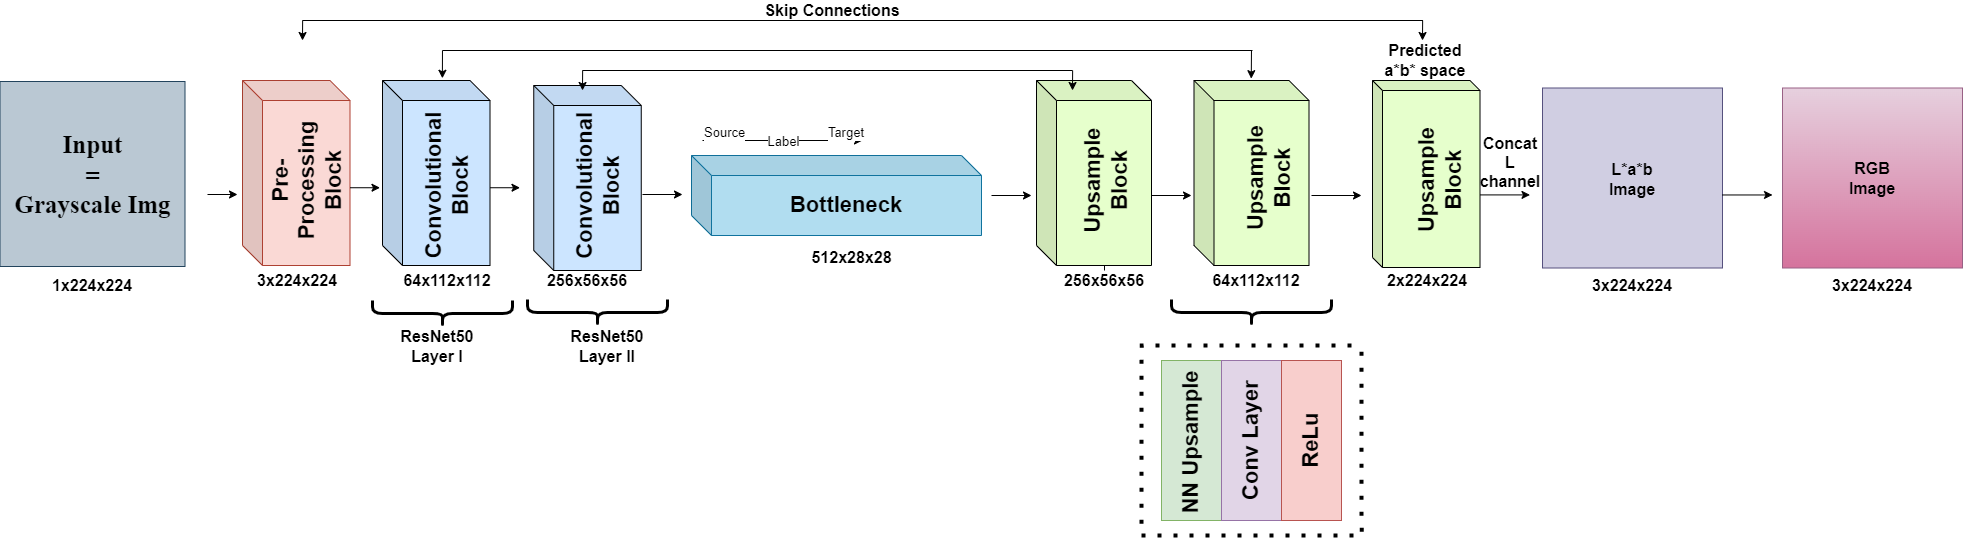 Skip Connections
Predicted
a*b* space
Input
=
Grayscale Img
1x224x224
Pre-
Processing
Block
3x224x224
Convolutional
Block
64x112x112
ResNet50
Layer I
Convolutional
Block
256x56x56
ResNet50
Layer II
Source
Label
Target
Bottleneck
512x28x28
Upsample
Block
256x56x56
Upsample
Block
64x112x112
NN Upsample
Conv Layer
ReLu
Upsample
Block
2x224x224
Concat
L
channel
L*a*b
Image
3x224x224
RGB
Image
3x224x224